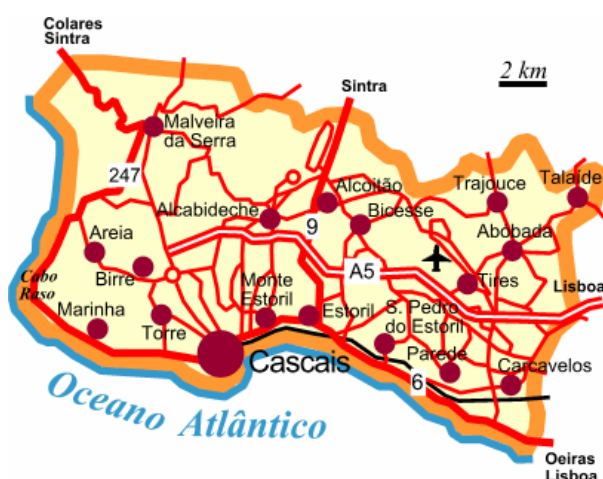 Colares
Sintra
2 km
Sintra
Malveira
da Serra
247
Alcoitão
Trajouce
Talaíde
Alcabideche
9
Bicesse
Areia
Abobada
Birre
A5
Tires
Cabo
Raso
Monte
Estoril
Lisboa
Marinha
Torre
Estoril
S. Pedro
do Estoril
Cascais
Parede
6
Carcavelos
Oceano Atlântico
Oeiras
Lisboa